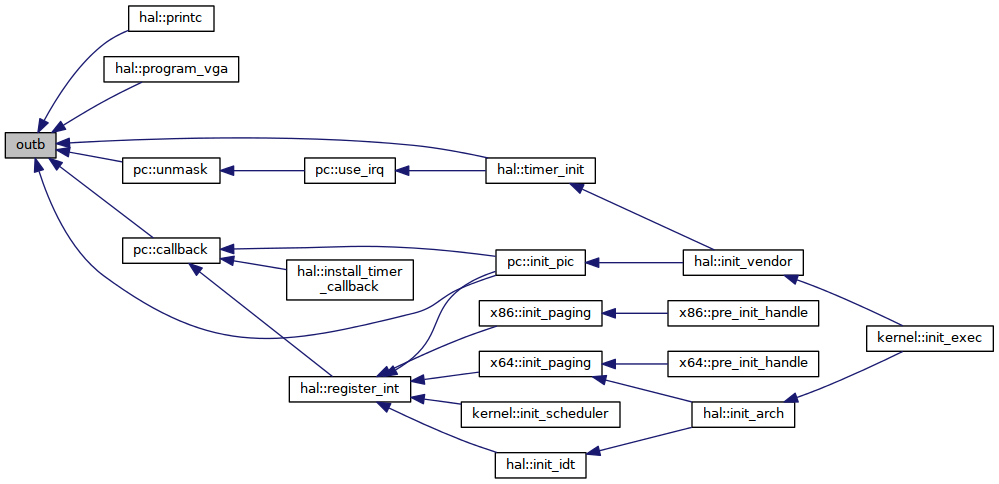 hal::printc
hal::program_vga
outb
pc::unmask
pc::use_irq
hal::timer_init
pc::callback
hal::install_timer
_callback
pc::init_pic
hal::init_vendor
x86::init_paging
x86::pre_init_handle
kernel::init_exec
x64::init_paging
x64::pre_init_handle
hal::register_int
kernel::init_scheduler
hal::init_arch
hal::init_idt